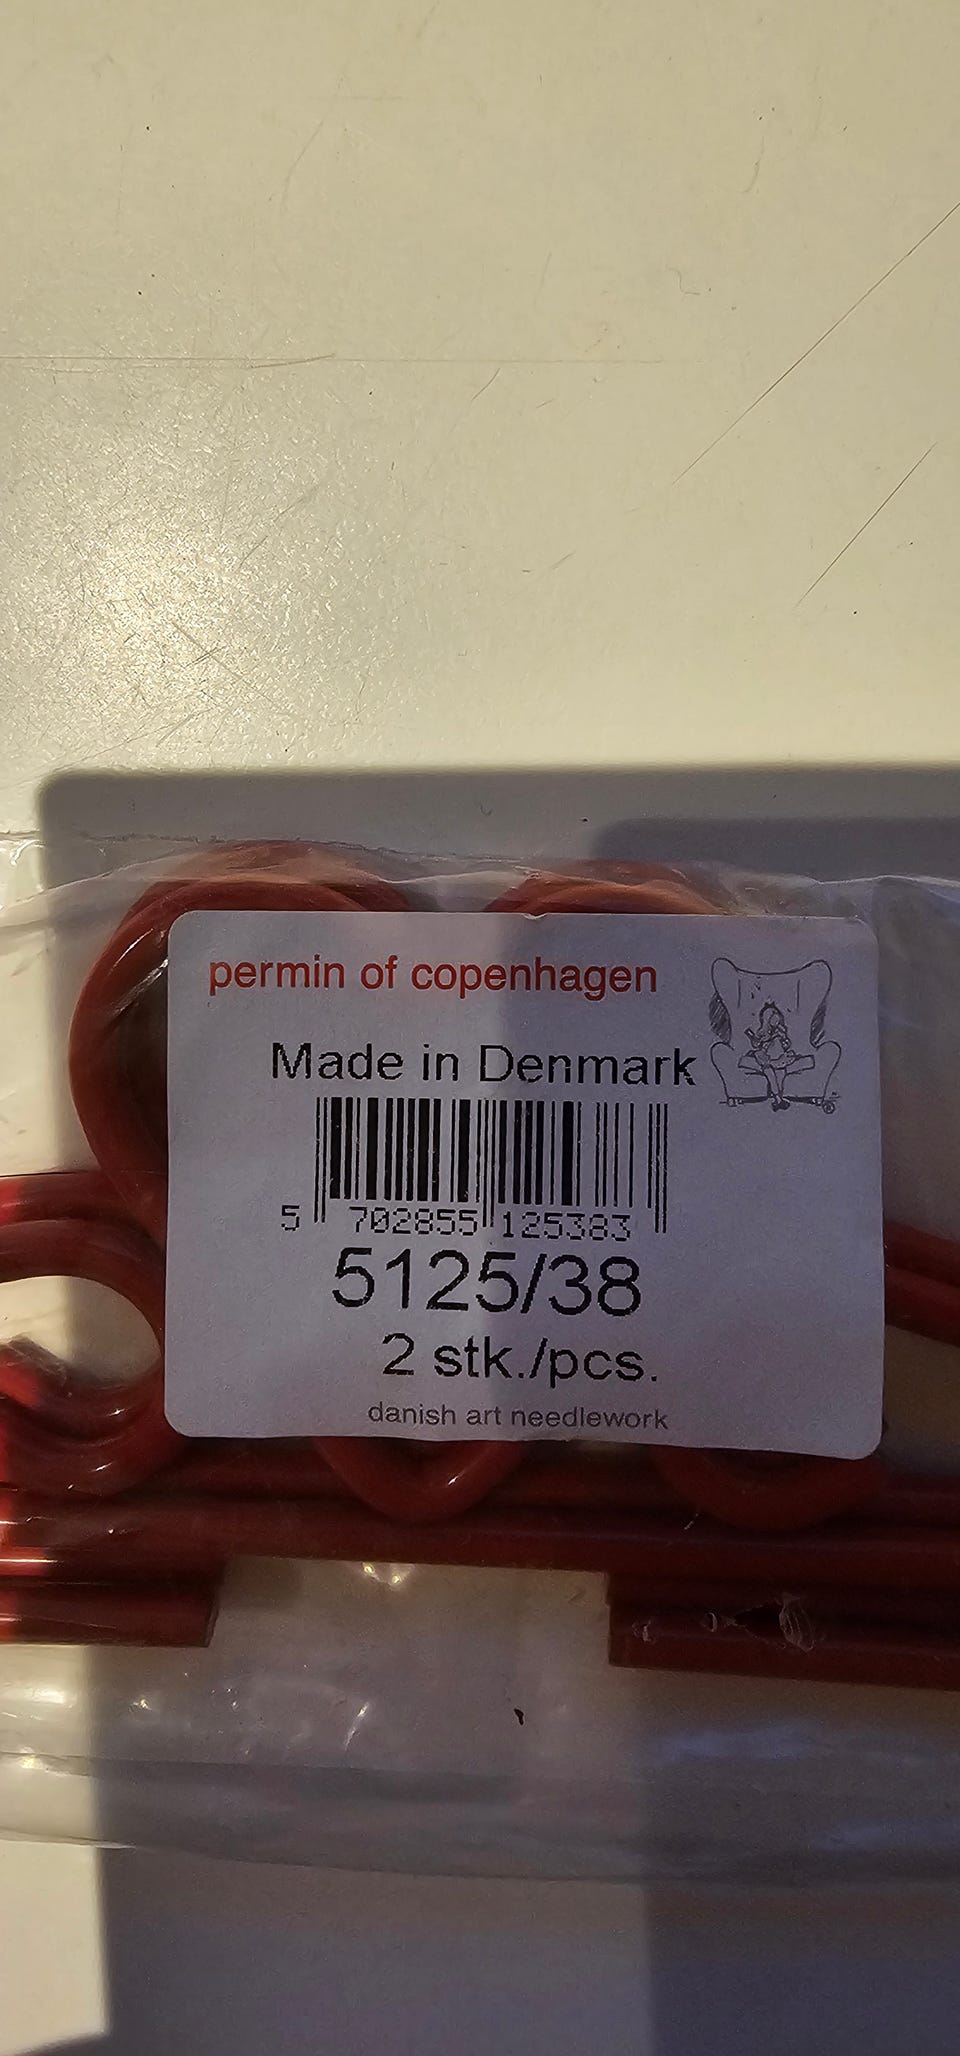 permin of copenhagen
Made in Denmark
5 702855 125383
5125/38
2 stk./pcs.
danish art needlework